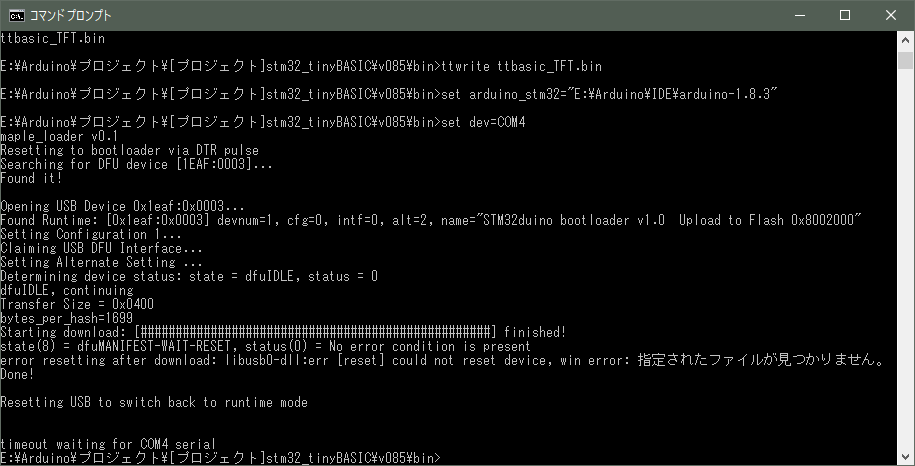 コマンドプロンプト
ttbasic_TFT.bin
E:¥Arduino¥プロジェクト¥[プロジェクト]stm32_tinyBASIC¥v085¥bin>ttwrite ttbasic_TFT.bin
E:¥Arduino¥プロジェクト¥[プロジェクト]stm32_tinyBASIC¥v085¥bin>set arduino_stm32="E:¥Arduino¥IDE¥arduino-1.8.3"
E:¥Arduino¥プロジェクト¥[プロジェクト]stm32_tinyBASIC¥v085¥bin>set dev=COM4
maple_loader v0.1
Resetting to bootloader via DTR pulse
Searching for DFU device [1EAF:0003]...
Found it!
Opening USB Device 0x1eaf:0x0003...
Found Runtime: [0x1eaf:0x0003] devnum=1, cfg=0, intf=0, alt=2, name="STM32duino bootloader v1.0  Upload to Flash 0x8002000"
Setting Configuration 1...
Claiming USB DFU Interface...
Setting Alternate Setting ...
Determining device status: state = dfuIDLE, status = 0
dfuIDLE, continuing
Transfer Size = 0x0400
bytes_per_hash=1699
Starting download: [##################################################] finished!
state(8) = dfuMANIFEST-WAIT-RESET, status(0) = No error condition is present
error resetting after download: libusb0-dll:err [reset] could not reset device, win error: 指定されたファイルが見つかりません。
Done!
Resetting USB to switch back to runtime mode
timeout waiting for COM4 serial
E:¥Arduino¥プロジェクト¥[プロジェクト]stm32_tinyBASIC¥v085¥bin>